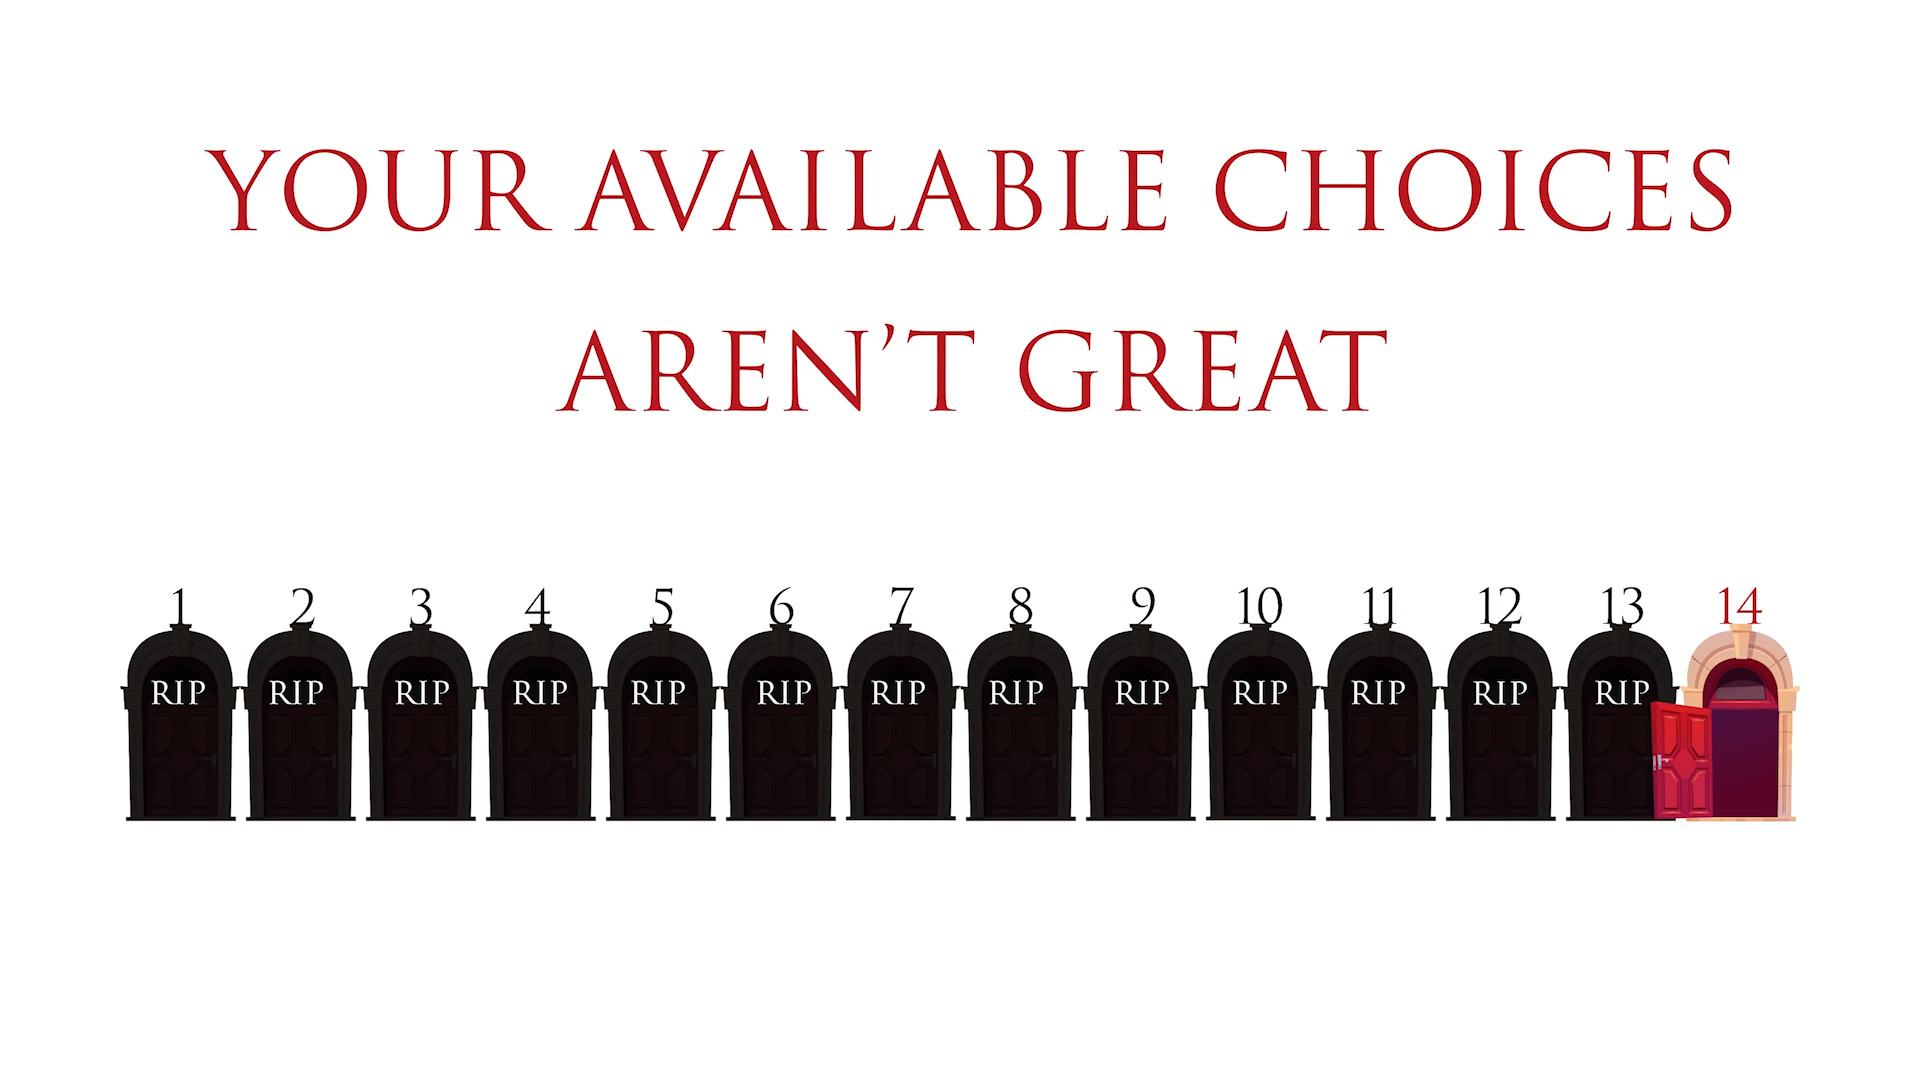 YOUR AVAILABLE CHOICES
AREN’T GREAT
1 2 3 4 5 6 7 8 9 10 11 12 13 14
RIP RIP RIP RIP RIP RIP RIP RIP RIP RIP RIP RIP RIP